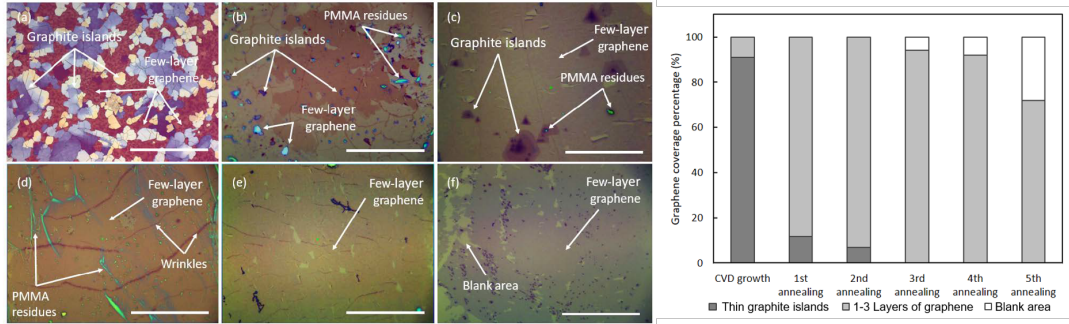 (a)
Graphite islands
Few-layer
graphene
(b)
PMMA residues
Graphite islands
Few-layer
graphene
(c)
Few-layer
graphene
Graphite islands
PMMA residues
(d)
Few-layer
graphene
Wrinkles
PMMA
residues
(e)
Few-layer
graphene
(f)
Few-layer
graphene
Blank area
Graphene coverage percentage (%)
100
80
60
40
20
0
CVD growth
1st
annealing
2nd
annealing
3rd
annealing
4th
annealing
5th
annealing
Thin graphite islands
1-3 Layers of graphene
Blank area